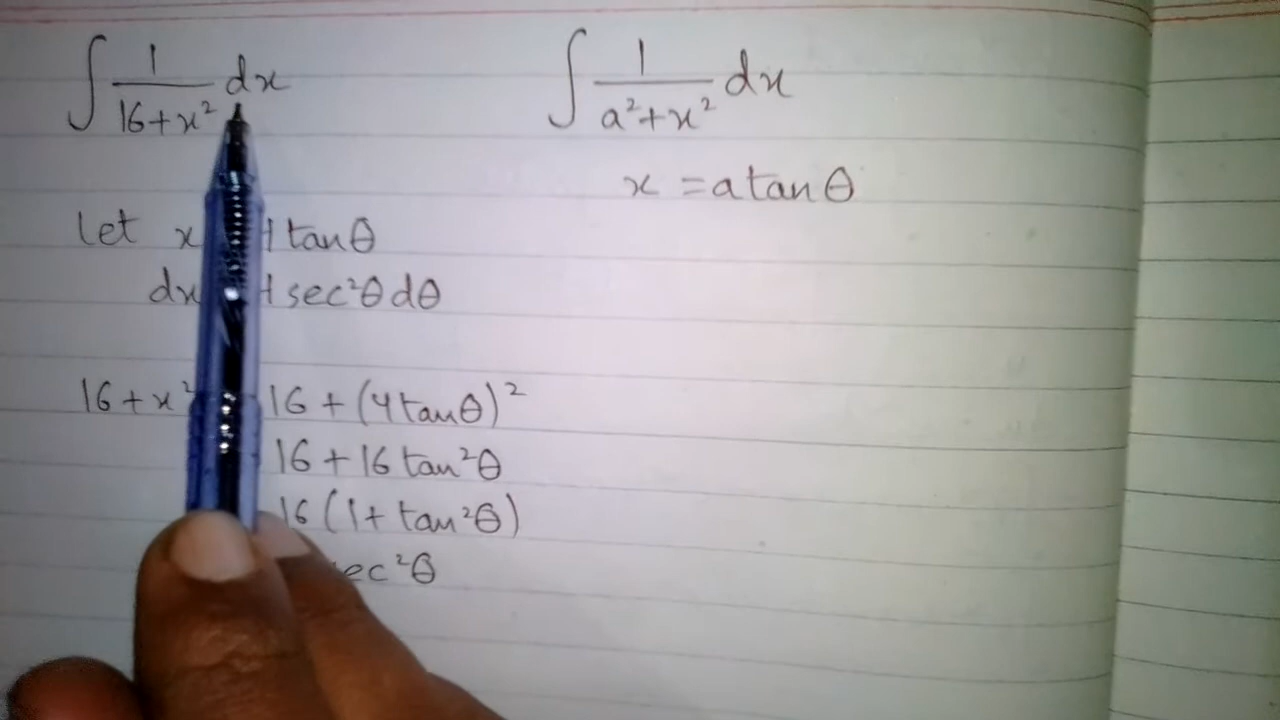 ∫ 1/(16+x²) dx
∫ 1/(a²+x²) dx
x = a tan θ
Let x tan θ
dx sec²θ dθ
16 + x² 16 + (4 tan θ)²
16 + 16 tan²θ
16 (1 + tan²θ)
ec²θ